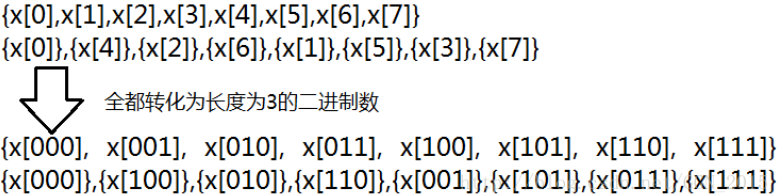 {x[0],x[1],x[2],x[3],x[4],x[5],x[6],x[7]}
{x[0]},{x[4]},{x[2]},{x[6]},{x[1]},{x[5]},{x[3]},{x[7]}
全都转化为长度为3的二进制数
{x[000], x[001], x[010], x[011], x[100], x[101], x[110], x[111]}
{x[000]},{x[100]},{x[010]},{x[110]},{x[001]},{x[101]},{x[011]},{x[111]}